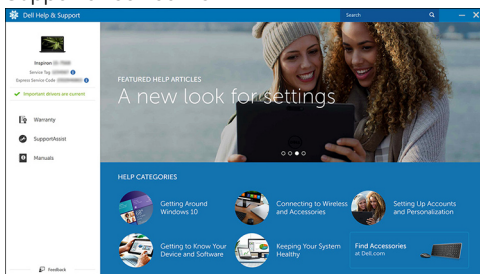 Dell Help & Support
Search
Inspiron
Service Tag
Express Service Code
Important drivers are current
Warranty
SupportAssist
Manuals
Feedback
FEATURED HELP ARTICLES
A new look for settings
HELP CATEGORIES
Getting Around
Windows 10
Connecting to Wireless
and Accessories
Setting Up Accounts
and Personalization
Getting to Know Your
Device and Software
Keeping Your System
Healthy
Find Accessories
at Dell.com